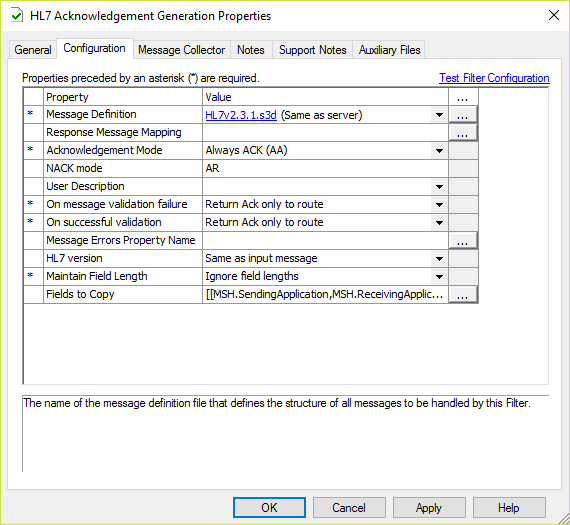 HL7 Acknowledgement Generation Properties
General Configuration Message Collector Notes Support Notes Auxiliary Files
Properties preceded by an asterisk (*) are required. Test Filter Configuration
Property Value ...
* Message Definition HL7v2.3.1.s3d (Same as server) ...
Response Message Mapping ...
* Acknowledgement Mode Always ACK (AA)
NACK mode AR
User Description
* On message validation failure Return Ack only to route
* On successful validation Return Ack only to route
Message Errors Property Name ...
HL7 version Same as input message
* Maintain Field Length Ignore field lengths
Fields to Copy [[MSH.SendingApplication,MSH.ReceivingApplic... ...
The name of the message definition file that defines the structure of all messages to be handled by this Filter.
OK Cancel Apply Help